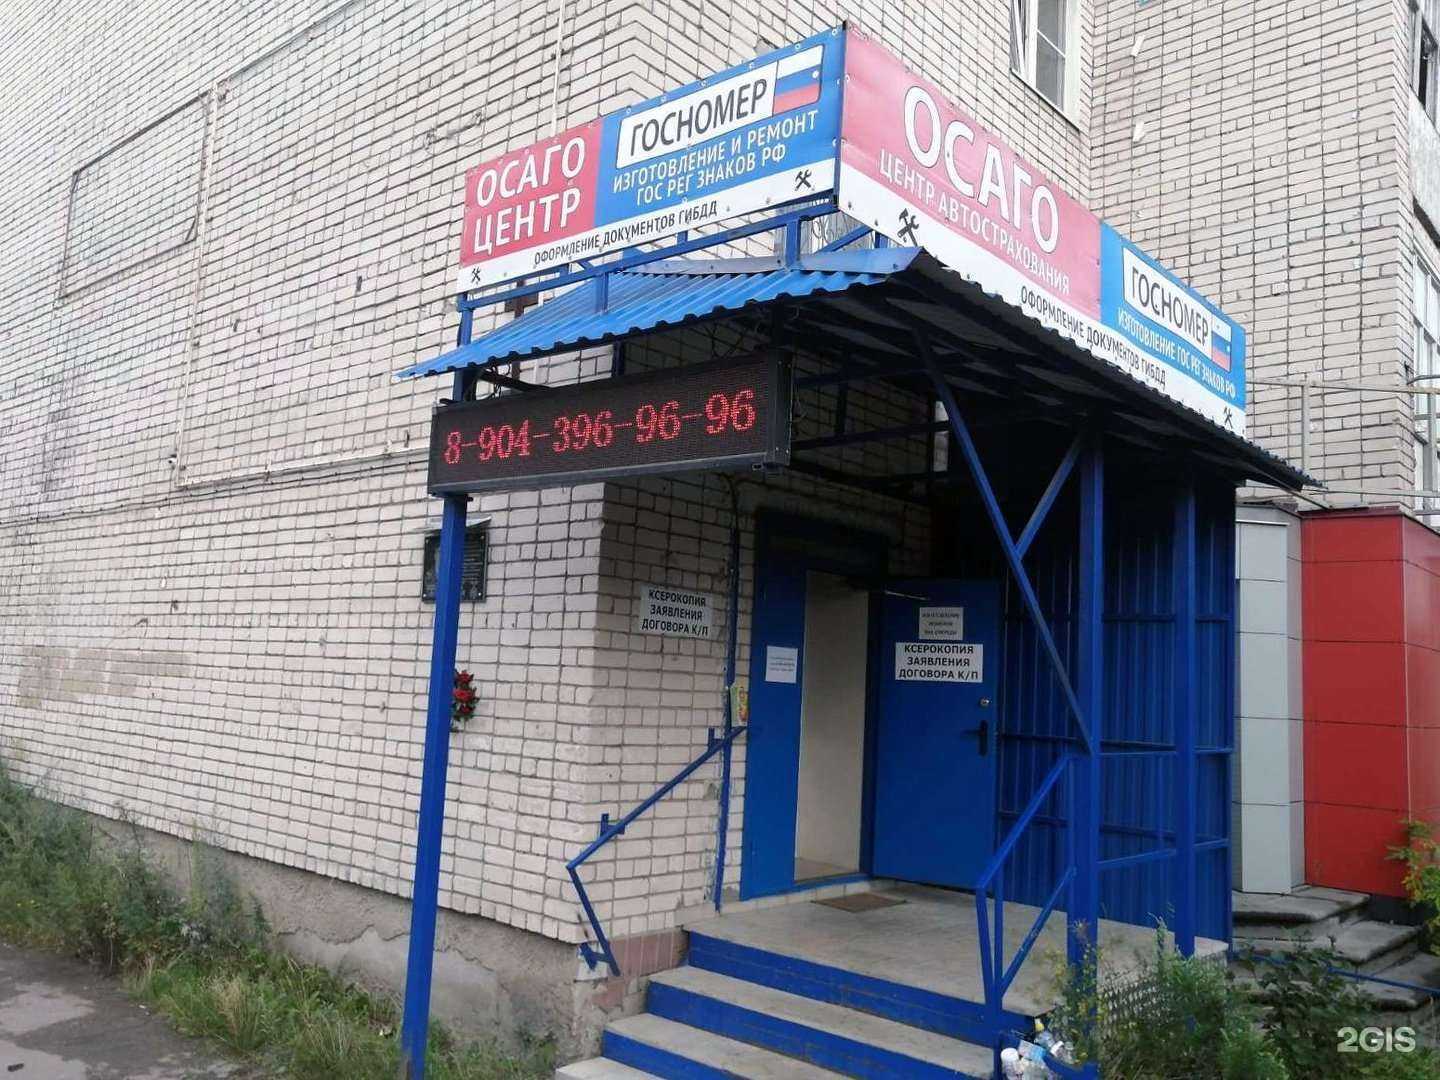 ОСАГО
ЦЕНТР
ГОСНОМЕР
ИЗГОТОВЛЕНИЕ И РЕМОНТ
ГОС РЕГ ЗНАКОВ РФ
ОФОРМЛЕНИЕ ДОКУМЕНТОВ ГИБДД
ОСАГО
ЦЕНТР АВТОСТРАХОВАНИЯ
ГОСНОМЕР
ИЗГОТОВЛЕНИЕ ГОС РЕГ ЗНАКОВ РФ
ОФОРМЛЕНИЕ ДОКУМЕНТОВ ГИБДД
8-904-396-96-96
КСЕРОКОПИЯ
ЗАЯВЛЕНИЯ
ДОГОВОРА К/П
КСЕРОКОПИЯ
ЗАЯВЛЕНИЯ
ДОГОВОРА К/П
2GIS